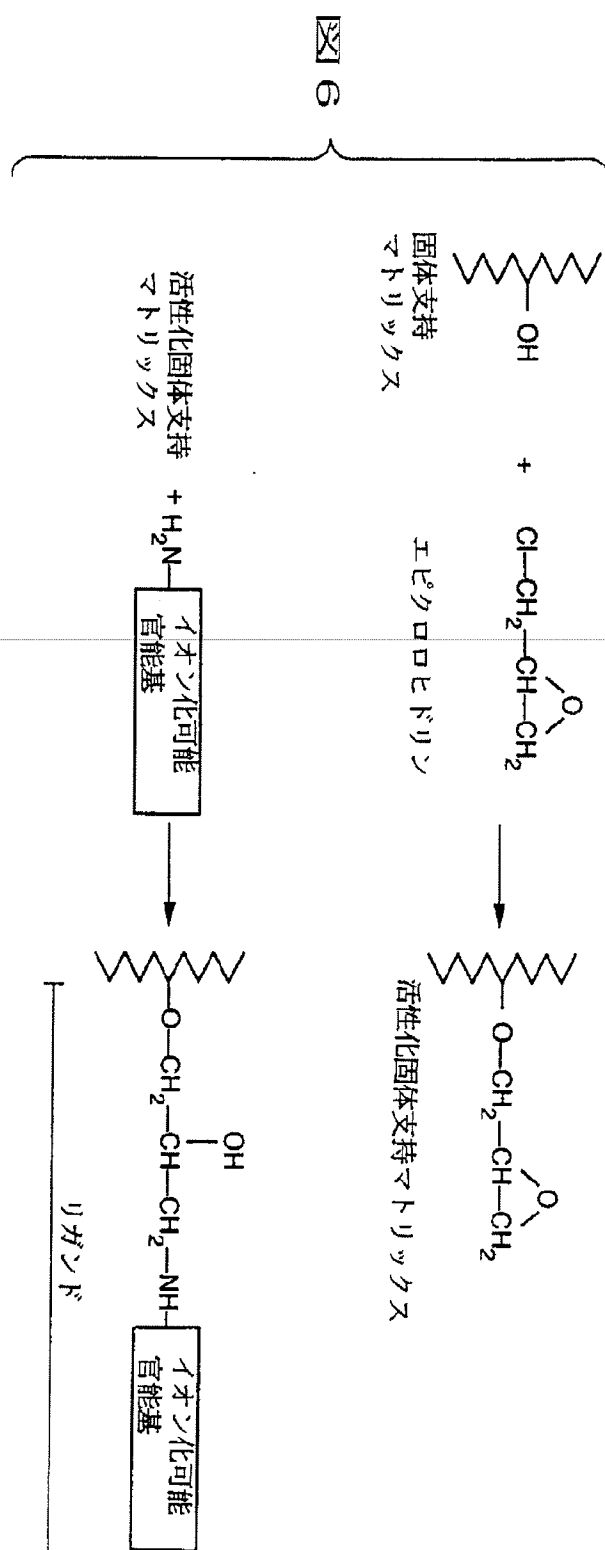 図6
OH
固体支持
マトリックス
+
Cl—CH2—CH—CH2
O
エピクロロヒドリン
O—CH2—CH—CH2
O
活性化固体支持マトリックス
活性化固体支持
マトリックス
+ H2N—
イオン化可能
官能基
O—CH2—CH—CH2—NH—
OH
イオン化可能
官能基
リガンド